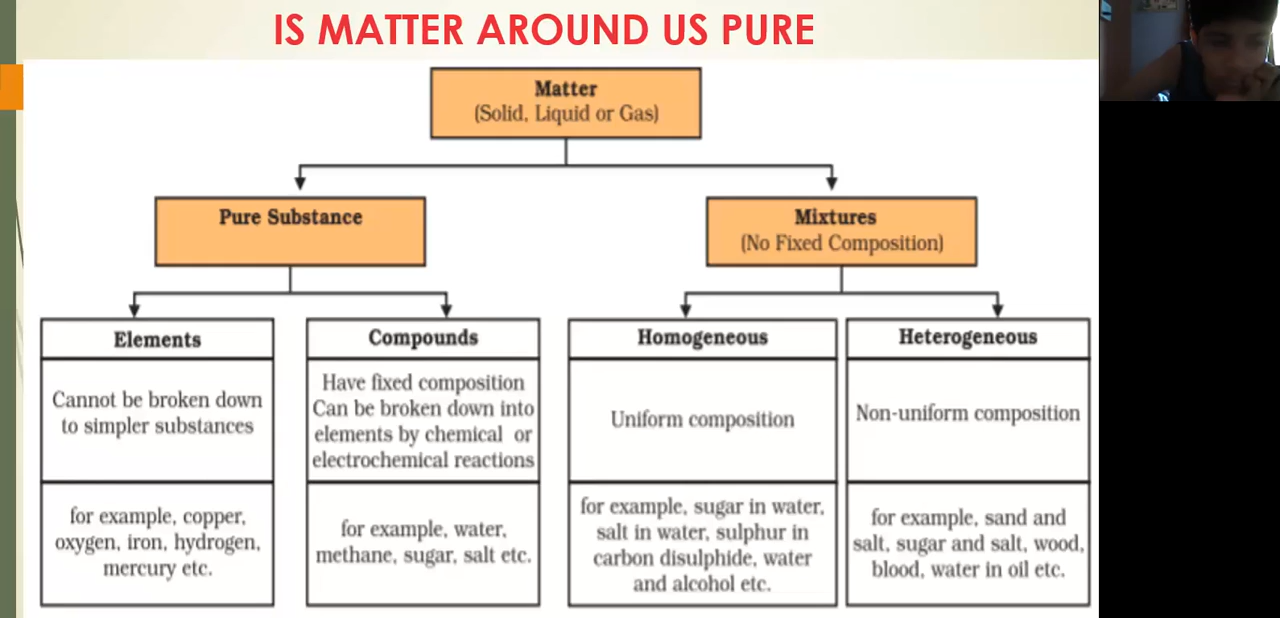 IS MATTER AROUND US PURE
Matter
(Solid, Liquid or Gas)
Pure Substance
Mixtures
(No Fixed Composition)
Elements
Cannot be broken down
to simpler substances
for example, copper,
oxygen, iron, hydrogen,
mercury etc.
Compounds
Have fixed composition
Can be broken down into
elements by chemical or
electrochemical reactions
for example, water,
methane, sugar, salt etc.
Homogeneous
Uniform composition
for example, sugar in water,
salt in water, sulphur in
carbon disulphide, water
and alcohol etc.
Heterogeneous
Non-uniform composition
for example, sand and
salt, sugar and salt, wood,
blood, water in oil etc.